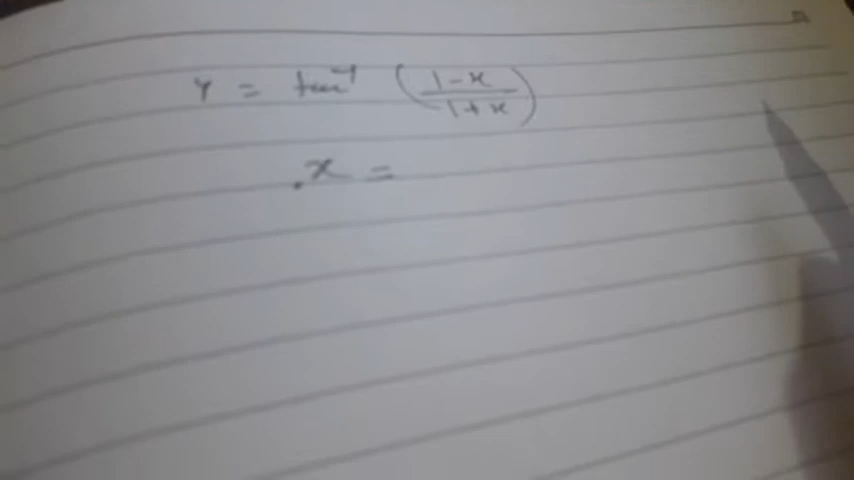 y = tan⁻¹ ((1-x)/(1+x))
x =